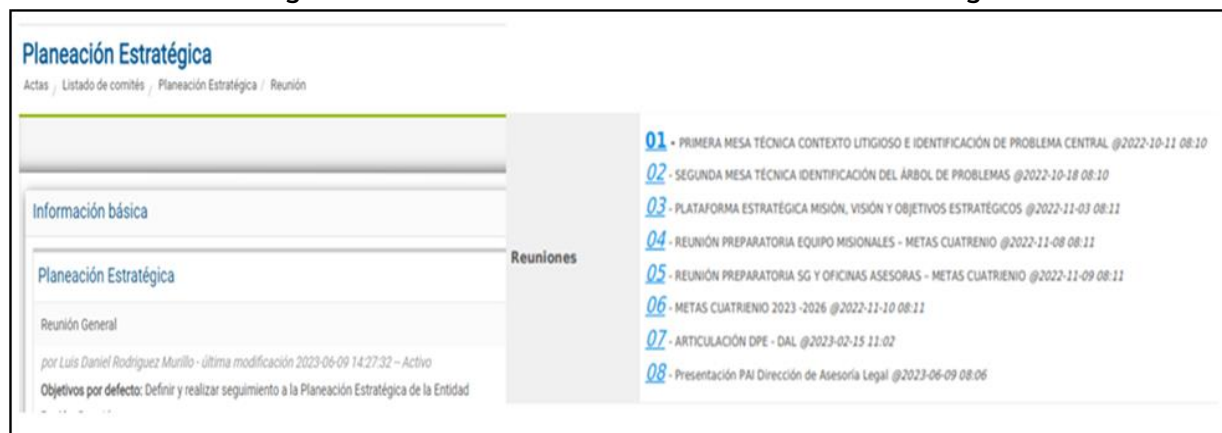 Planeación Estratégica
Actas / Listado de comités / Planeación Estratégica / Reunión
Información básica
Planeación Estratégica
Reunión General
por Luis Daniel Rodriguez Murillo - última modificación 2023-06-09 14:27:32 – Activo
Objetivos por defecto: Definir y realizar seguimiento a la Planeación Estratégica de la Entidad
Reuniones
01 - PRIMERA MESA TÉCNICA CONTEXTO LITIGIOSO E IDENTIFICACIÓN DE PROBLEMA CENTRAL @2022-10-11 08:10
02 - SEGUNDA MESA TÉCNICA IDENTIFICACIÓN DEL ÁRBOL DE PROBLEMAS @2022-10-18 08:10
03 - PLATAFORMA ESTRATÉGICA MISIÓN, VISIÓN Y OBJETIVOS ESTRATÉGICOS @2022-11-03 08:11
04 - REUNIÓN PREPARATORIA EQUIPO MISIONALES – METAS CUATRENIO @2022-11-08 08:11
05 - REUNIÓN PREPARATORIA SG Y OFICINAS ASESORAS – METAS CUATRIENIO @2022-11-09 08:11
06 - METAS CUATRIENIO 2023 -2026 @2022-11-10 08:11
07 - ARTICULACIÓN DPE - DAL @2023-02-15 11:02
08 - Presentación PAI Dirección de Asesoría Legal @2023-06-09 08:06